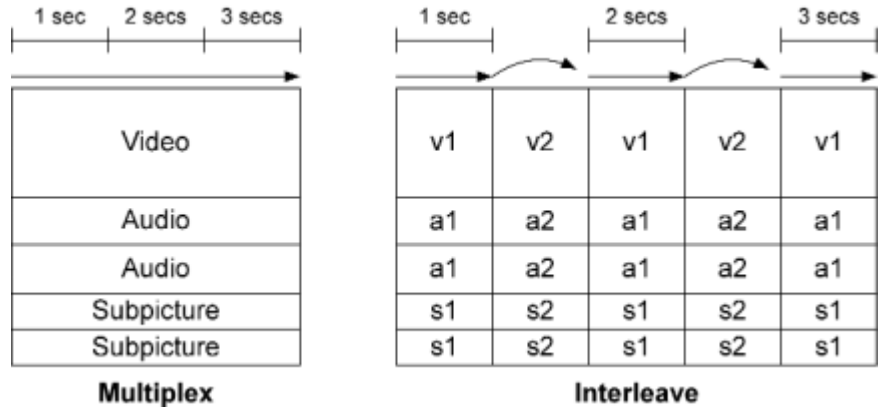 1 sec 2 secs 3 secs
Video
Audio
Audio
Subpicture
Subpicture
Multiplex
1 sec 2 secs 3 secs
v1 v2 v1 v2 v1
a1 a2 a1 a2 a1
a1 a2 a1 a2 a1
s1 s2 s1 s2 s1
s1 s2 s1 s2 s1
Interleave